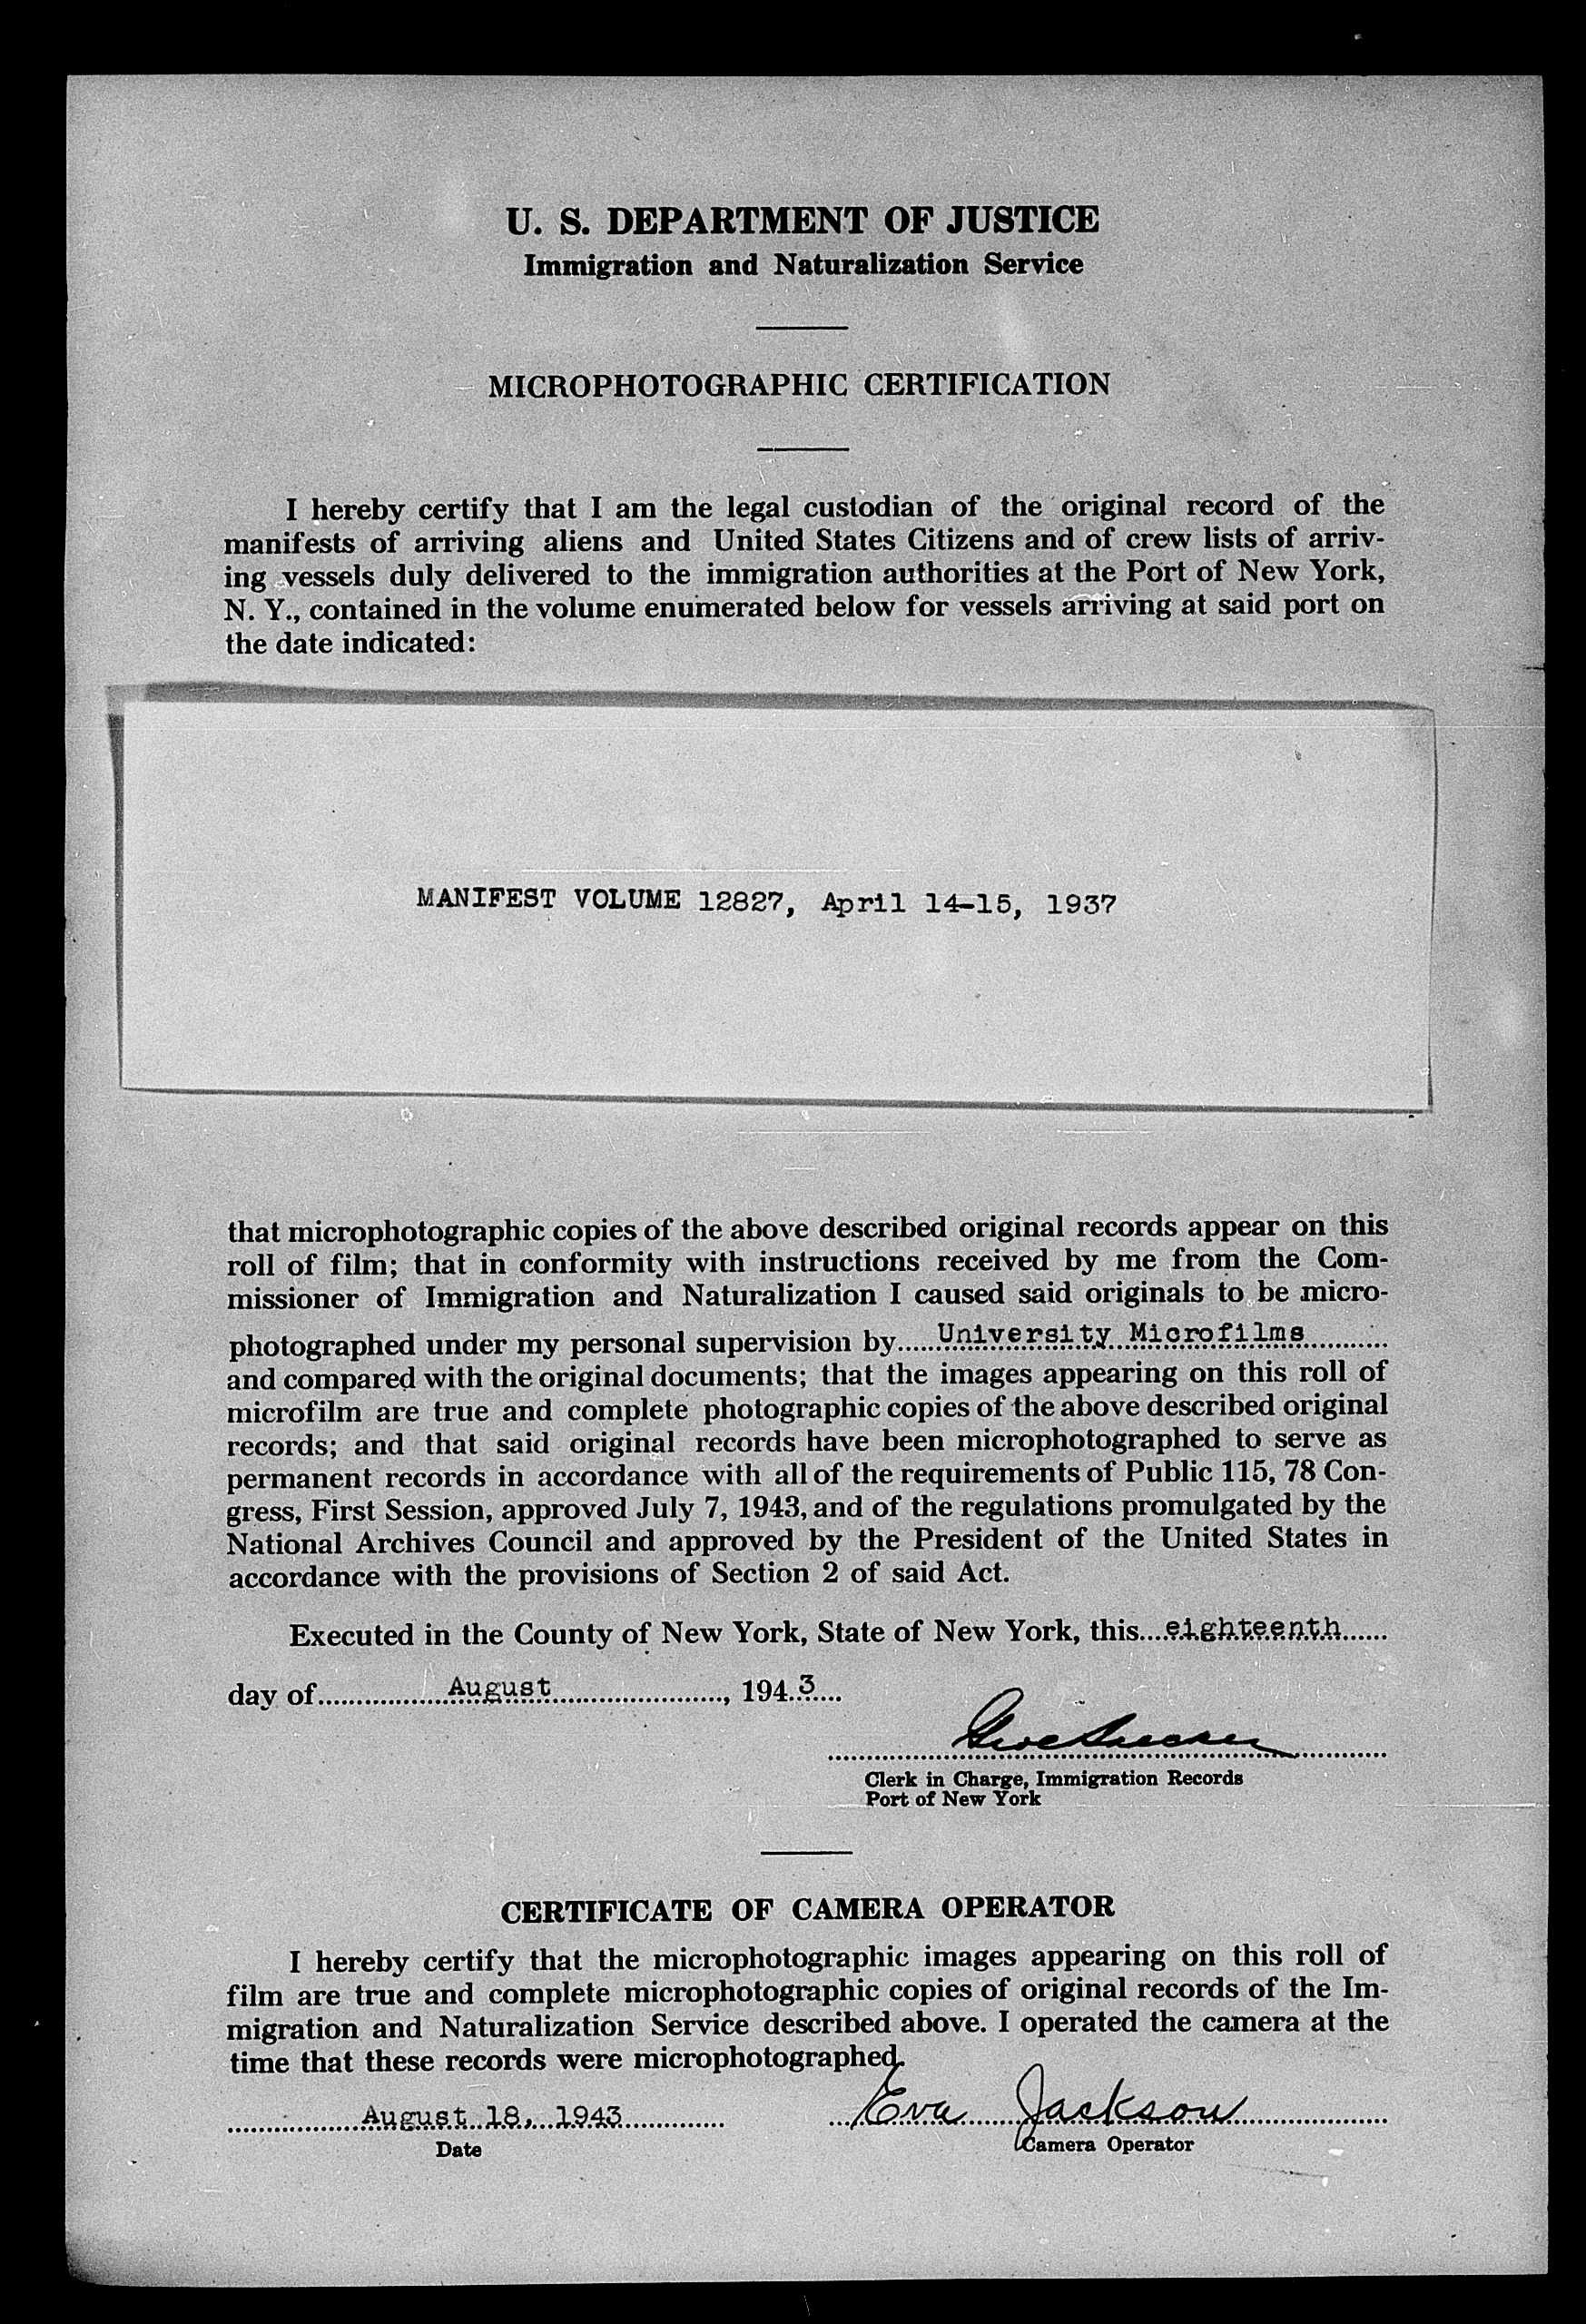 U. S. DEPARTMENT OF JUSTICE
Immigration and Naturalization Service
MICROPHOTOGRAPHIC CERTIFICATION
I hereby certify that I am the legal custodian of the original record of the
manifests of arriving aliens and United States Citizens and of crew lists of arriv-
ing vessels duly delivered to the immigration authorities at the Port of New York,
N. Y., contained in the volume enumerated below for vessels arriving at said port on
the date indicated:
MANIFEST VOLUME 12827, April 14-15, 1937
that microphotographic copies of the above described original records appear on this
roll of film; that in conformity with instructions received by me from the Com-
missioner of Immigration and Naturalization I caused said originals to be micro-
photographed under my personal supervision by University Microfilms
and compared with the original documents; that the images appearing on this roll of
microfilm are true and complete photographic copies of the above described original
records; and that said original records have been microphotographed to serve as
permanent records in accordance with all of the requirements of Public 115, 78 Con-
gress, First Session, approved July 7, 1943, and of the regulations promulgated by the
National Archives Council and approved by the President of the United States in
accordance with the provisions of Section 2 of said Act.
Executed in the County of New York, State of New York, this eighteenth
day of August, 1943
Clerk in Charge, Immigration Records
Port of New York
CERTIFICATE OF CAMERA OPERATOR
I hereby certify that the microphotographic images appearing on this roll of
film are true and complete microphotographic copies of original records of the Im-
migration and Naturalization Service described above. I operated the camera at the
time that these records were microphotographed.
August 18, 1943 Eva Jackson
Date Camera Operator